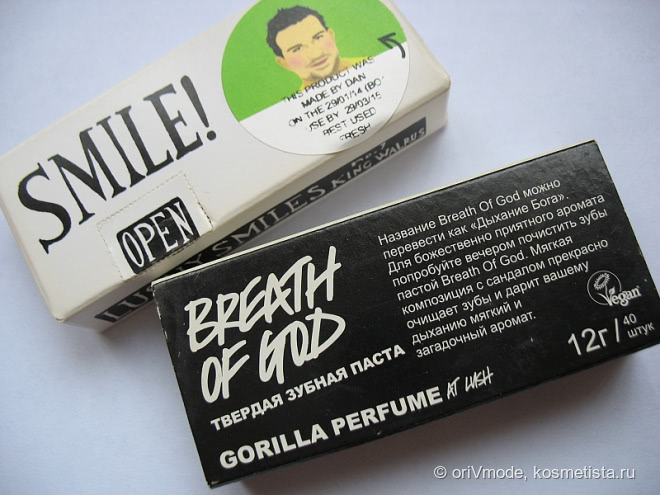 SMILE!
OPEN
THIS PRODUCT WAS
MADE BY DAN
ON THE 29/01/14 (BO
USE BY 29/03/15
BEST USED
FRESH
LUSHY SMILES
KING WALRUS
BREATH
OF GOD
ТВЕРДАЯ ЗУБНАЯ ПАСТА
GORILLA PERFUME AT LUSH
Название Breath Of God можно
перевести как «Дыхание Бога».
Для божественно приятного аромата
попробуйте вечером почистить зубы
пастой Breath Of God. Мягкая
композиция с сандалом прекрасно
очищает зубы и дарит вашему
дыханию мягкий и
загадочный аромат.
Vegan
12г/40
штук
© oriVmode, kosmetista.ru